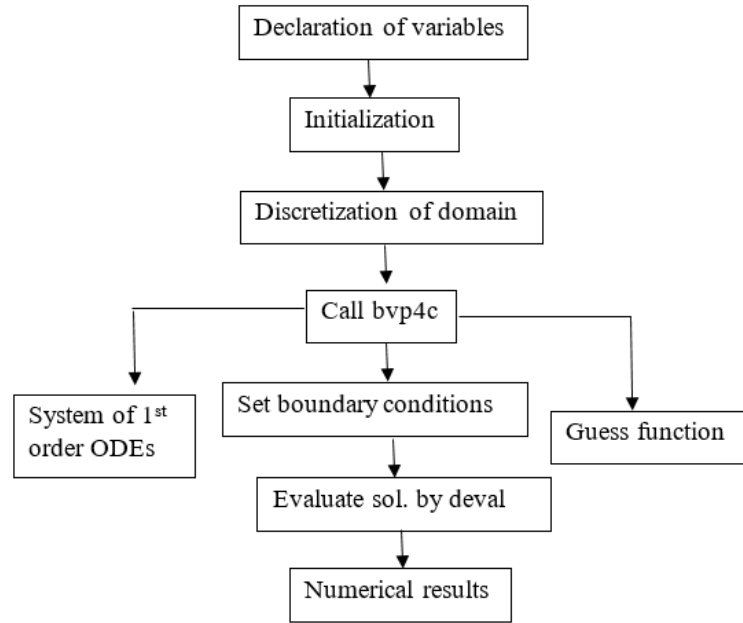 Declaration of variables
Initialization
Discretization of domain
Call bvp4c
System of 1st
order ODEs
Set boundary conditions
Guess function
Evaluate sol. by deval
Numerical results